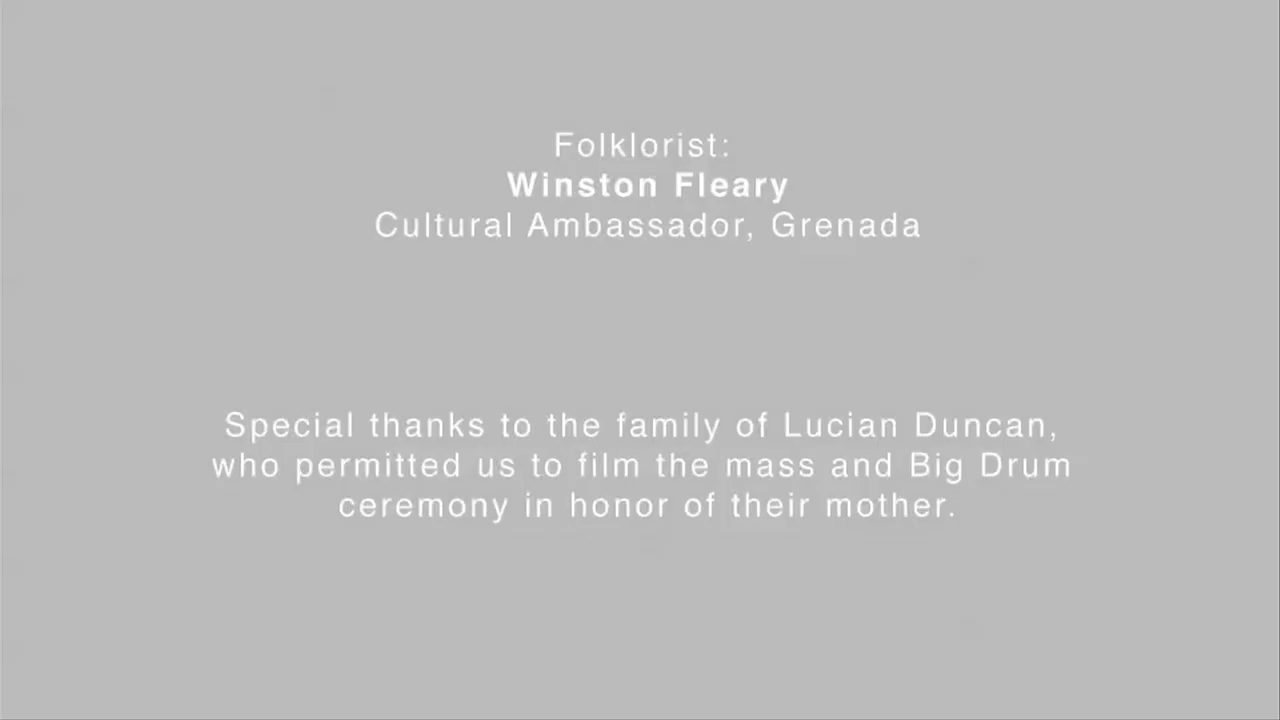 Folklorist:
Winston Fleary
Cultural Ambassador, Grenada
Special thanks to the family of Lucian Duncan,
who permitted us to film the mass and Big Drum
ceremony in honor of their mother.